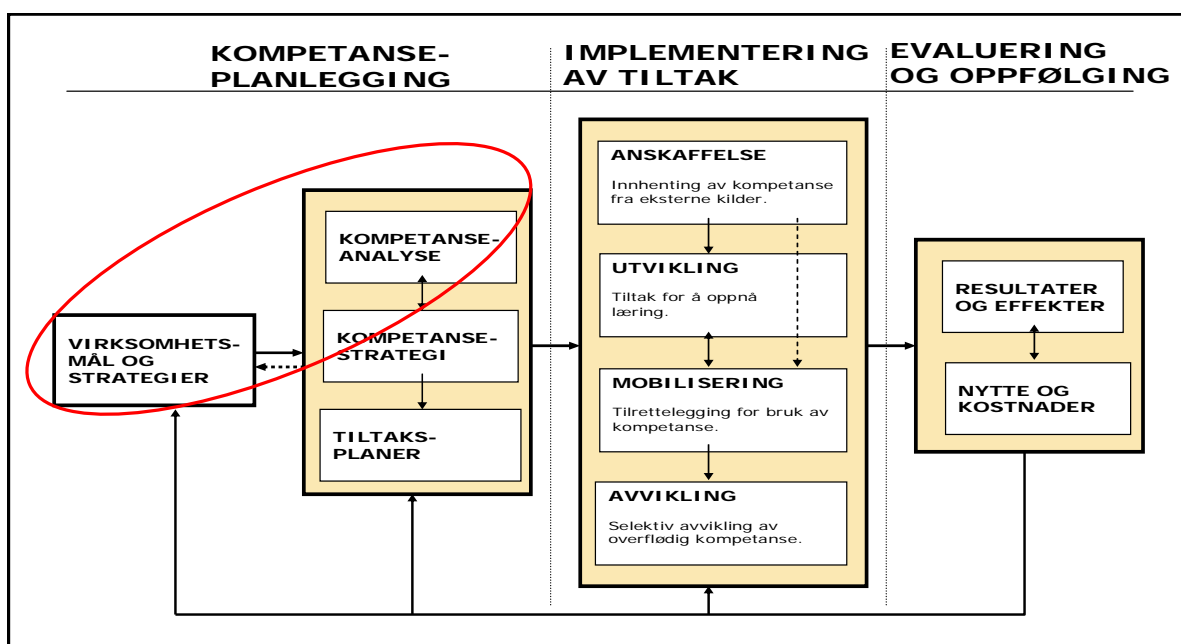 KOMPETANSE-
PLANLEGGING
IMPLEMENTERING
AV TILTAK
EVALUERING
OG OPPFØLGING
VIRKSOMHETS-
MÅL OG
STRATEGIER
KOMPETANSE-
ANALYSE
KOMPETANSE-
STRATEGI
TILTAKS-
PLANER
ANSKAFFELSE
Innhenting av kompetanse
fra eksterne kilder.
UTVIKLING
Tiltak for å oppnå
læring.
MOBILISERING
Tilrettelegging for bruk av
kompetanse.
AVVIKLING
Selektiv avvikling av
overflødig kompetanse.
RESULTATER
OG EFFEKTER
NYTTE OG
KOSTNADER